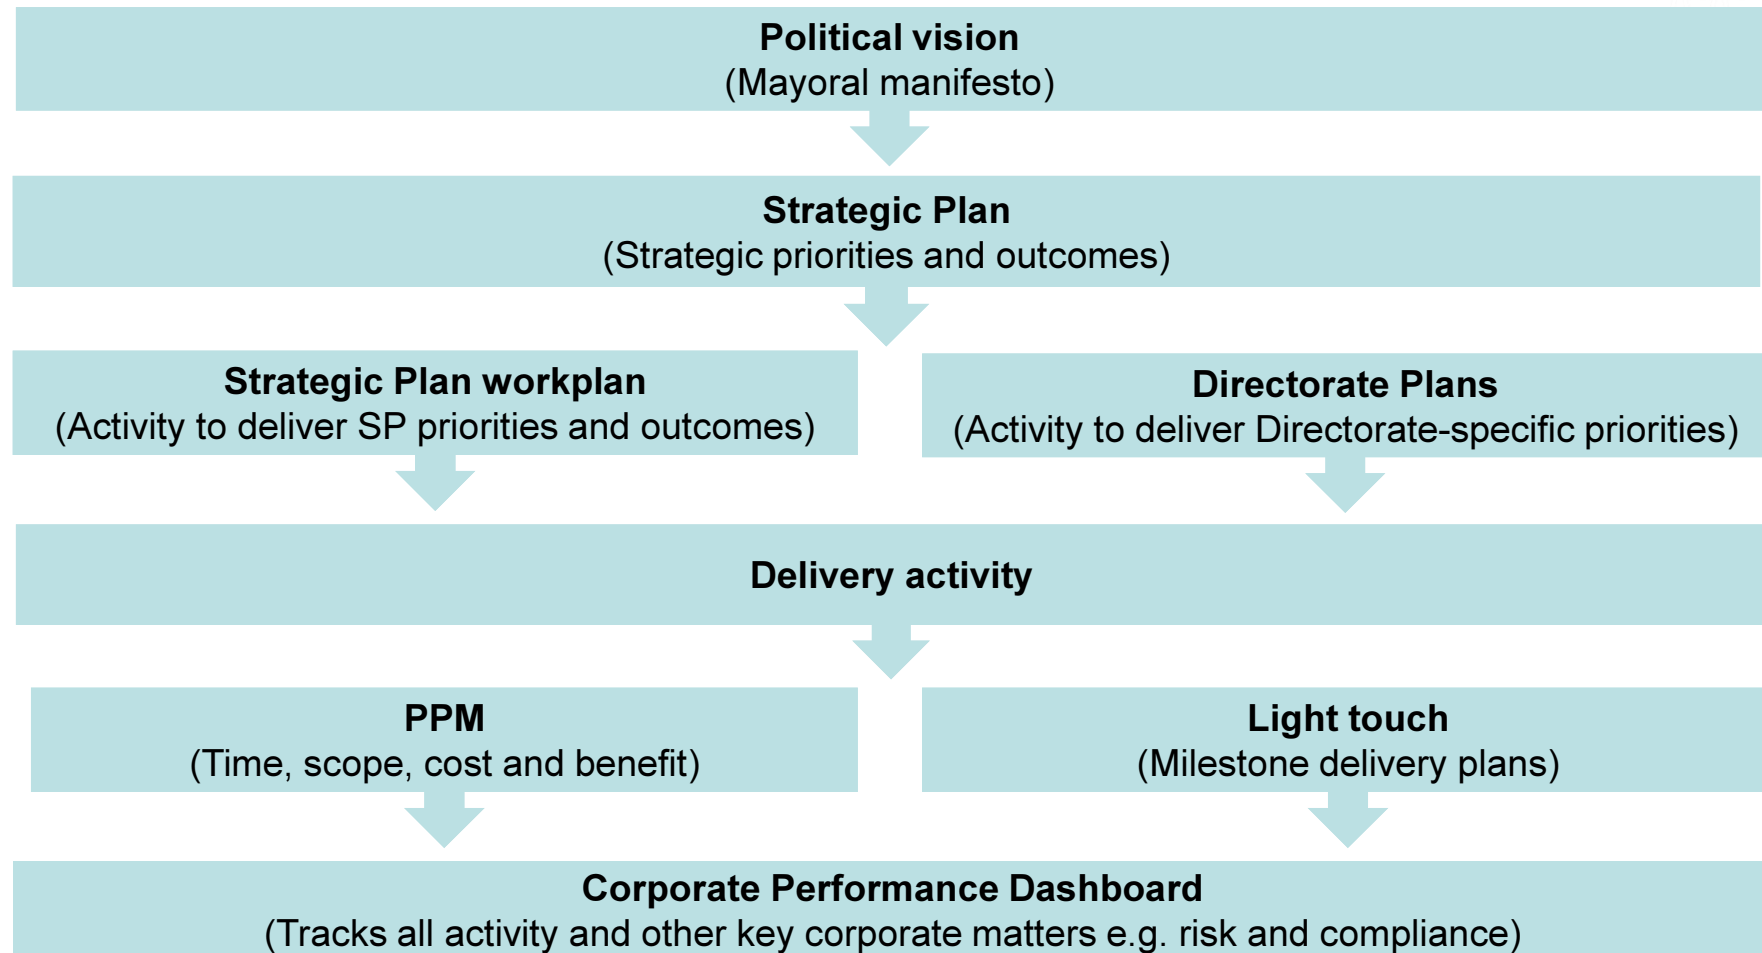 Political vision
(Mayoral manifesto)
Strategic Plan
(Strategic priorities and outcomes)
Strategic Plan workplan
(Activity to deliver SP priorities and outcomes)
Directorate Plans
(Activity to deliver Directorate-specific priorities)
Delivery activity
PPM
(Time, scope, cost and benefit)
Light touch
(Milestone delivery plans)
Corporate Performance Dashboard
(Tracks all activity and other key corporate matters e.g. risk and compliance)